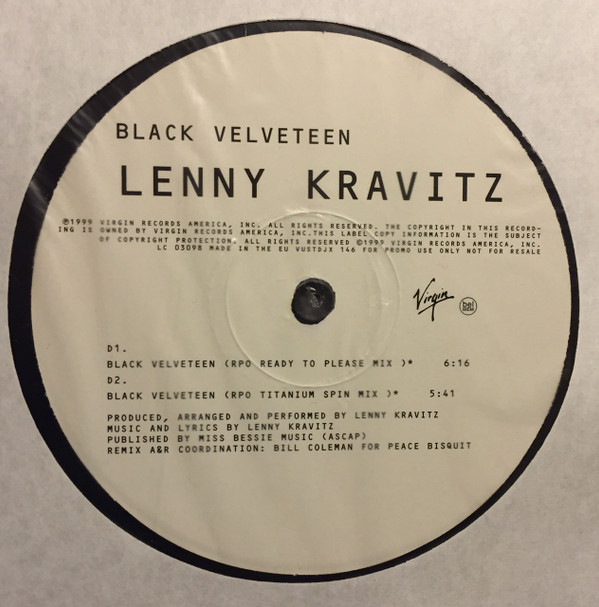 BLACK VELVETEEN
LENNY KRAVITZ
℗1999 VIRGIN RECORDS AMERICA, INC. ALL RIGHTS RESERVED. THE COPYRIGHT IN THIS RECORD-
ING IS OWNED BY VIRGIN RECORDS AMERICA, INC.THIS LABEL COPY INFORMATION IS THE SUBJECT
OF COPYRIGHT PROTECTION. ALL RIGHTS RESERVED ©1999 VIRGIN RECORDS AMERICA, INC.
LC 03098 MADE IN THE EU VUSTDJX 146 FOR PROMO USE ONLY NOT FOR RESALE
Virgin
D1.
BLACK VELVETEEN (RPO READY TO PLEASE MIX )* 6:16
D2.
BLACK VELVETEEN (RPO TITANIUM SPIN MIX )* 5:41
PRODUCED, ARRANGED AND PERFORMED BY LENNY KRAVITZ
MUSIC AND LYRICS BY LENNY KRAVITZ
PUBLISHED BY MISS BESSIE MUSIC (ASCAP)
REMIX A&R COORDINATION: BILL COLEMAN FOR PEACE BISQUIT